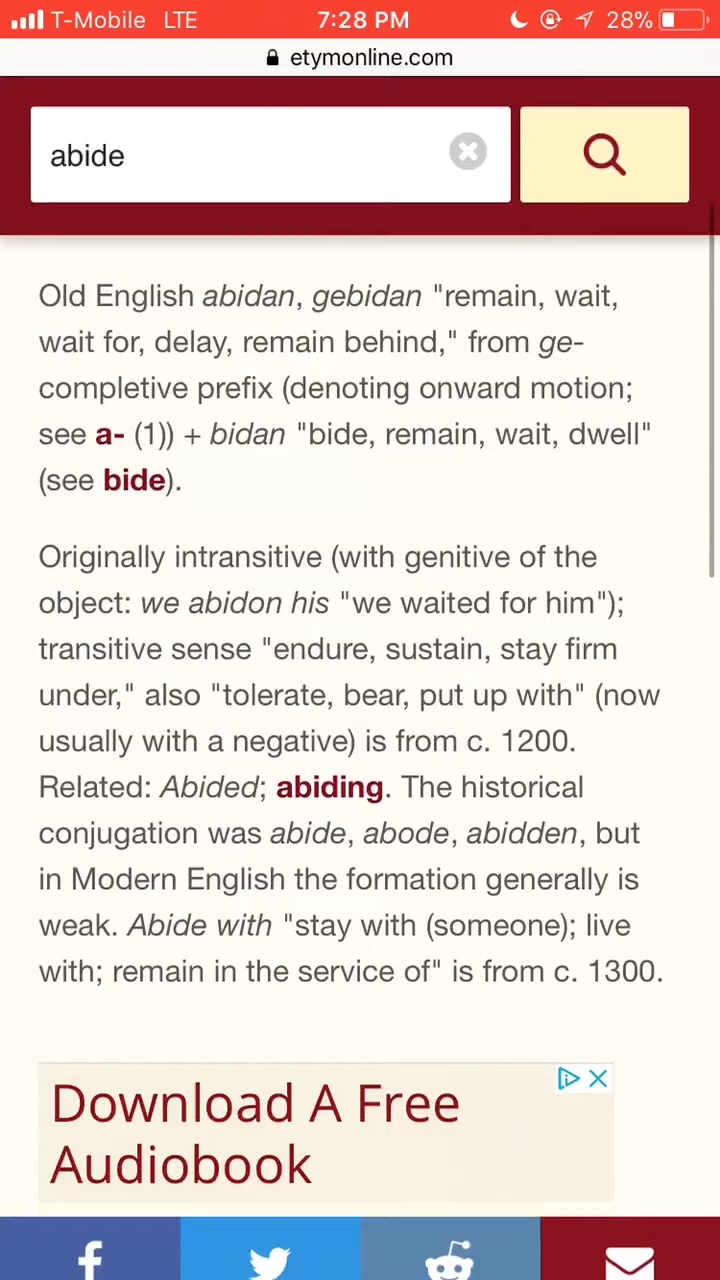 T-Mobile LTE 7:28 PM 28%
etymonline.com
abide
Old English abidan, gebidan "remain, wait,
wait for, delay, remain behind," from ge-
completive prefix (denoting onward motion;
see a- (1)) + bidan "bide, remain, wait, dwell"
(see bide).
Originally intransitive (with genitive of the
object: we abidon his "we waited for him");
transitive sense "endure, sustain, stay firm
under," also "tolerate, bear, put up with" (now
usually with a negative) is from c. 1200.
Related: Abided; abiding. The historical
conjugation was abide, abode, abidden, but
in Modern English the formation generally is
weak. Abide with "stay with (someone); live
with; remain in the service of" is from c. 1300.
Download A Free
Audiobook